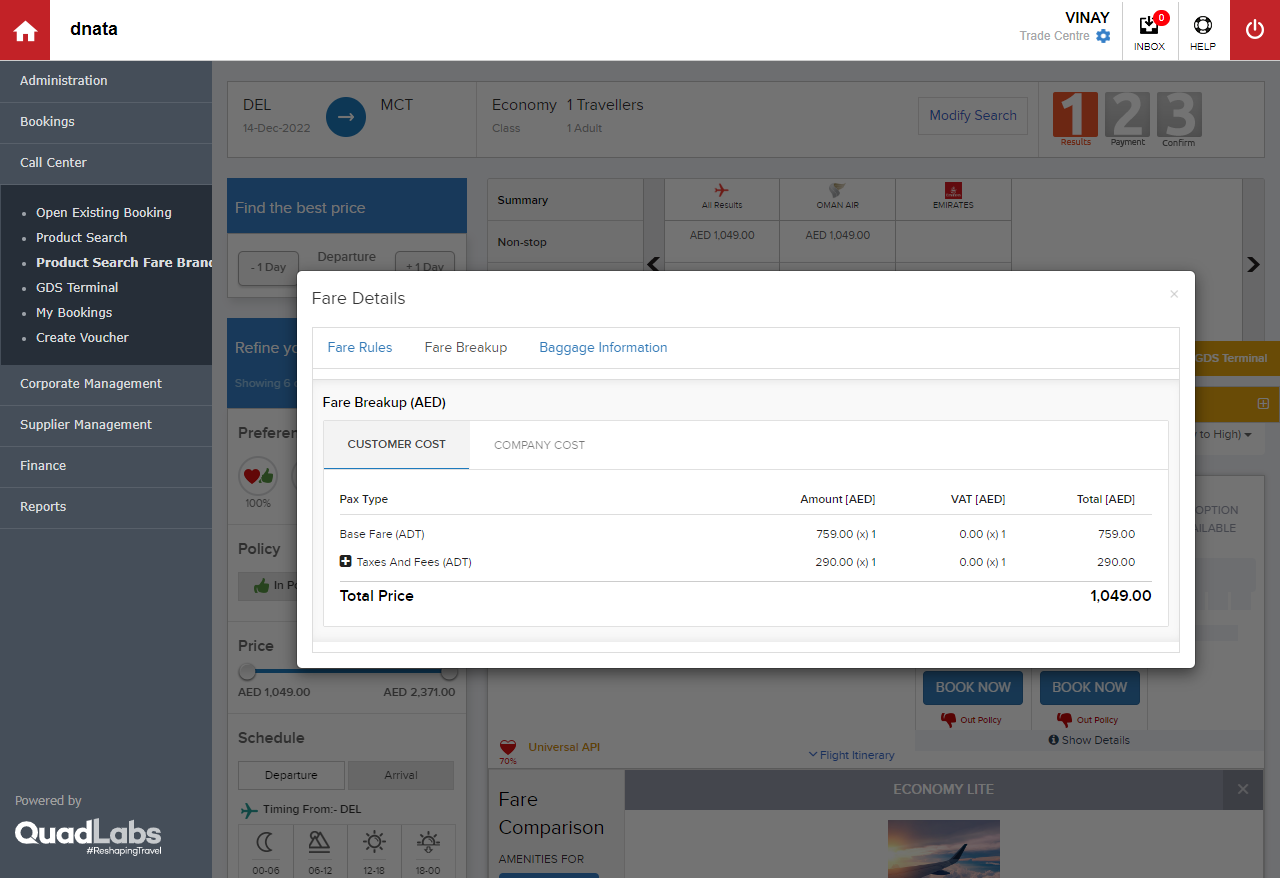 dnata
VINAY
Trade Centre
0
INBOX
HELP
Administration
Bookings
Call Center
Open Existing Booking
Product Search
Product Search Fare Bran
GDS Terminal
My Bookings
Create Voucher
Corporate Management
Supplier Management
Finance
Reports
Powered by
QuadLabs
#ReshapingTravel
DEL
MCT
14-Dec-2022
Economy 1 Travellers
Class 1 Adult
Modify Search
1 2 3
Results Payment Confirm
Find the best price
- 1 Day
Departure
+ 1 Day
Summary
All Results
OMAN AIR
EMIRATES
Non-stop
AED 1,049.00
AED 1,049.00
Refine yo
Showing 6
GDS Terminal
to High)
Preferen
100%
Policy
In Po
Price
AED 1,049.00
AED 2,371.00
Schedule
Departure
Arrival
Timing From:- DEL
00-06
06-12
12-18
18-00
Fare Details
×
Fare Rules
Fare Breakup
Baggage Information
Fare Breakup (AED)
CUSTOMER COST
COMPANY COST
Pax Type Amount [AED] VAT [AED] Total [AED]
Base Fare (ADT) 759.00 (x) 1 0.00 (x) 1 759.00
Taxes And Fees (ADT) 290.00 (x) 1 0.00 (x) 1 290.00
Total Price 1,049.00
OPTION
AILABLE
BOOK NOW
BOOK NOW
Out Policy
Out Policy
Show Details
70%
Universal API
Flight Itinerary
Fare
Comparison
AMENITIES FOR
ECONOMY LITE